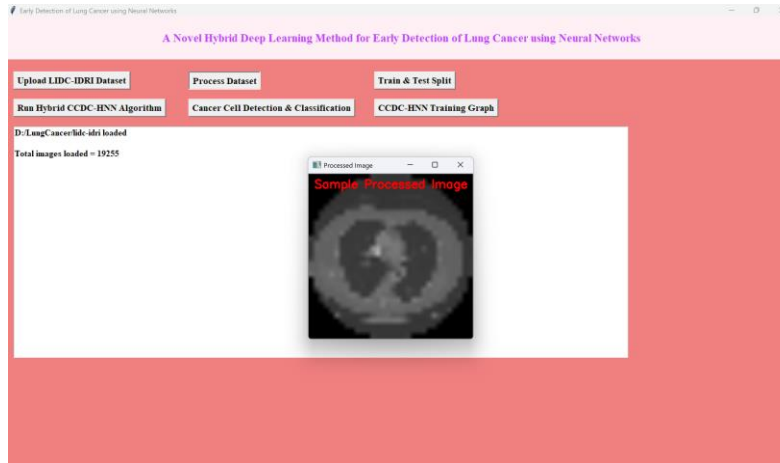 Early Detection of Lung Cancer using Neural Networks
A Novel Hybrid Deep Learning Method for Early Detection of Lung Cancer using Neural Networks
Upload LIDC-IDRI Dataset
Process Dataset
Train & Test Split
Run Hybrid CCDC-HNN Algorithm
Cancer Cell Detection & Classification
CCDC-HNN Training Graph
D:/LungCancer/lidc-idri loaded
Total images loaded = 19255
Processed Image
Sample Processed Image